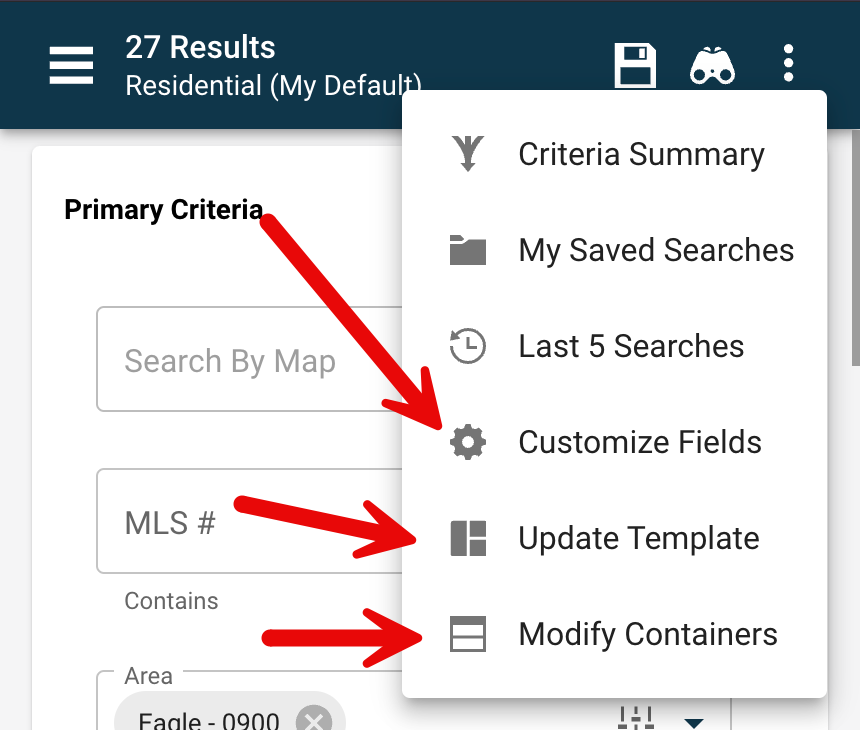 27 Results
Residential (My Default)
Criteria Summary
Primary Criteria
My Saved Searches
Search By Map
Last 5 Searches
Customize Fields
MLS #
Update Template
Contains
Modify Containers
Area
Eagle - 0900